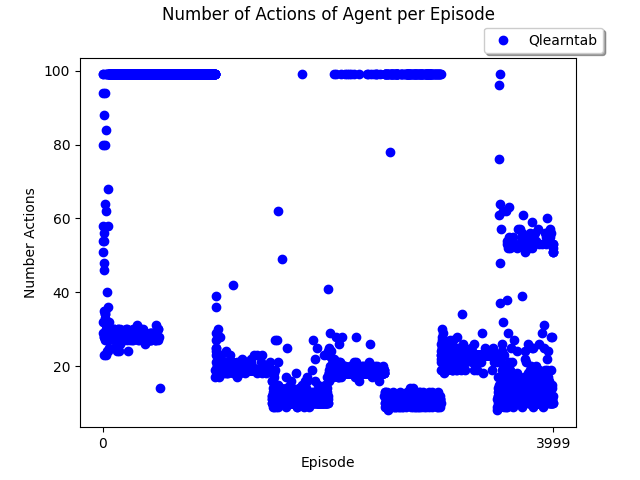 Number of Actions of Agent per Episode
Qlearntab
100
80
60
40
20
Number Actions
0
3999
Episode